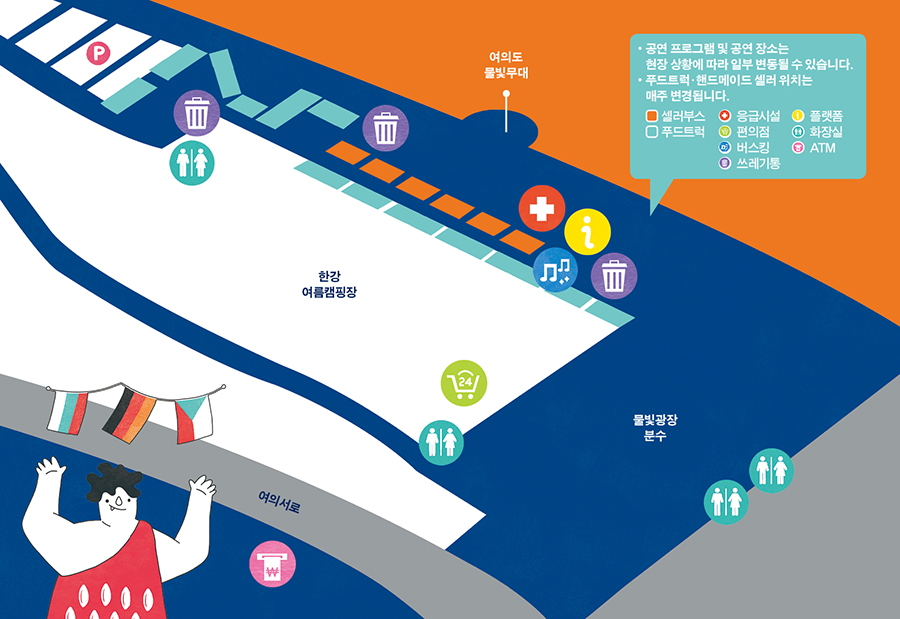 P
여의도
물빛무대
• 공연 프로그램 및 공연 장소는
현장 상황에 따라 일부 변동될 수 있습니다.
• 푸드트럭·핸드메이드 셀러 위치는
매주 변경됩니다.
셀러부스 응급시설 플랫폼
푸드트럭 편의점 화장실
버스킹 ATM
쓰레기통
한강
여름캠핑장
24
물빛광장
분수
여의서로
₩